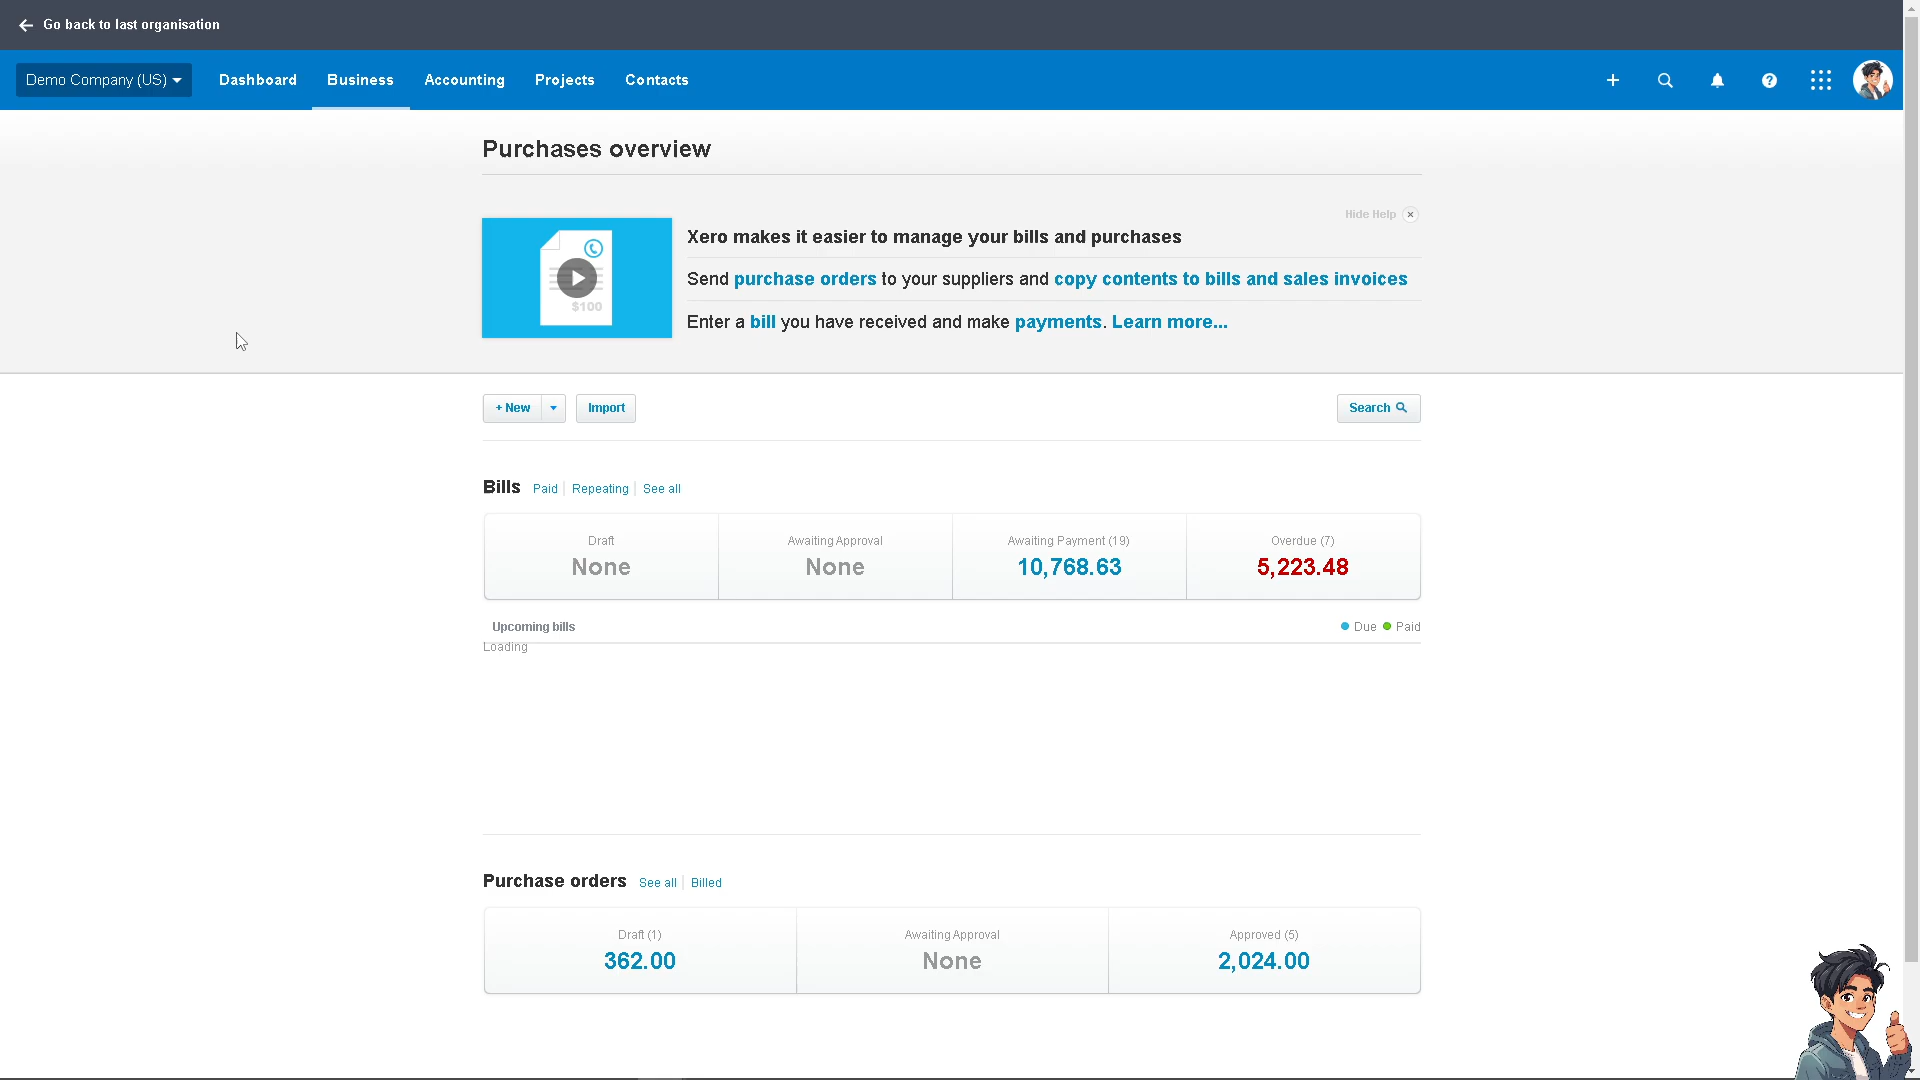 Go back to last organisation
Demo Company (US) Dashboard Business Accounting Projects Contacts
Purchases overview
Hide Help
Xero makes it easier to manage your bills and purchases
Send purchase orders to your suppliers and copy contents to bills and sales invoices
$100
Enter a bill you have received and make payments. Learn more...
+ New Import Search
Bills Paid Repeating See all
Draft Awaiting Approval Awaiting Payment (19) Overdue (7)
None None 10,768.63 5,223.48
Upcoming bills Due Paid
Loading
Purchase orders See all Billed
Draft (1) Awaiting Approval Approved (5)
362.00 None 2,024.00